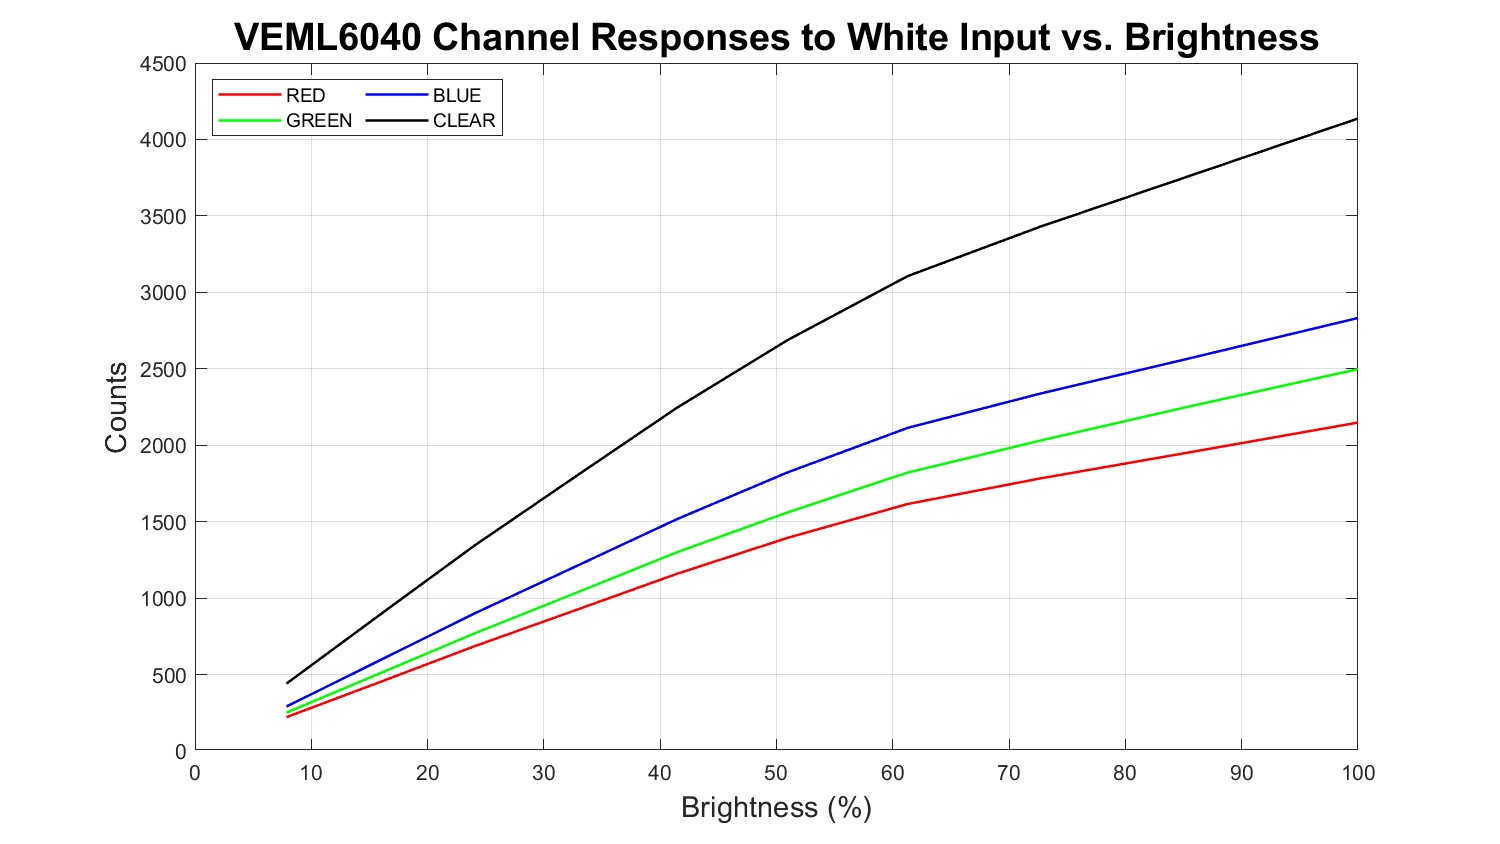 VEML6040 Channel Responses to White Input vs. Brightness
4500
4000
3500
3000
2500
2000
1500
1000
500
0
Counts
RED BLUE
GREEN CLEAR
0 10 20 30 40 50 60 70 80 90 100
Brightness (%)